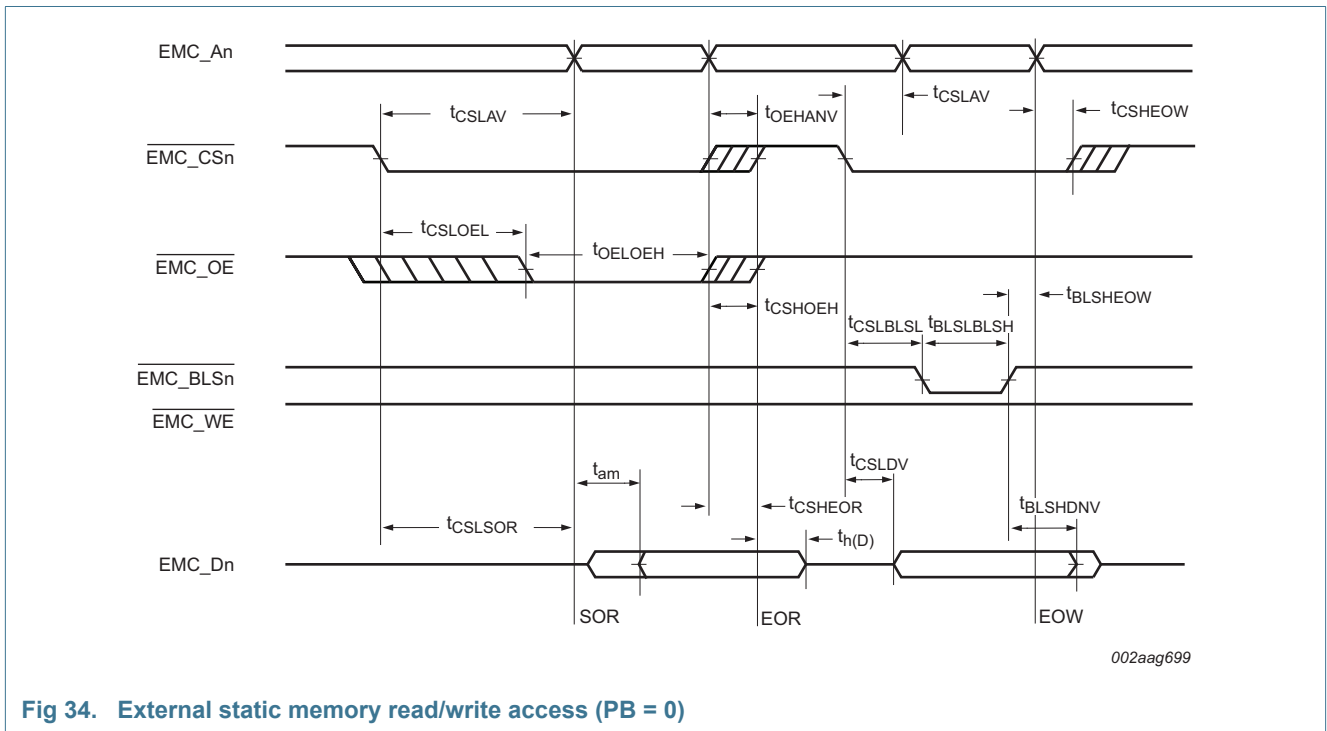 EMC_An
tCSLAV
tOEHANV
tCSLAV
tCSHEOW
EMC_CSn
tCSLOEL
tOELOEH
EMC_OE
tCSHOEH
tBLSHEOW
tCSLBLSL
tBLSLBLSH
EMC_BLSn
EMC_WE
tam
tCSLDV
tCSLSOR
tCSHEOR
tBLSHDNV
th(D)
EMC_Dn
SOR
EOR
EOW
002aag699
Fig 34. External static memory read/write access (PB = 0)